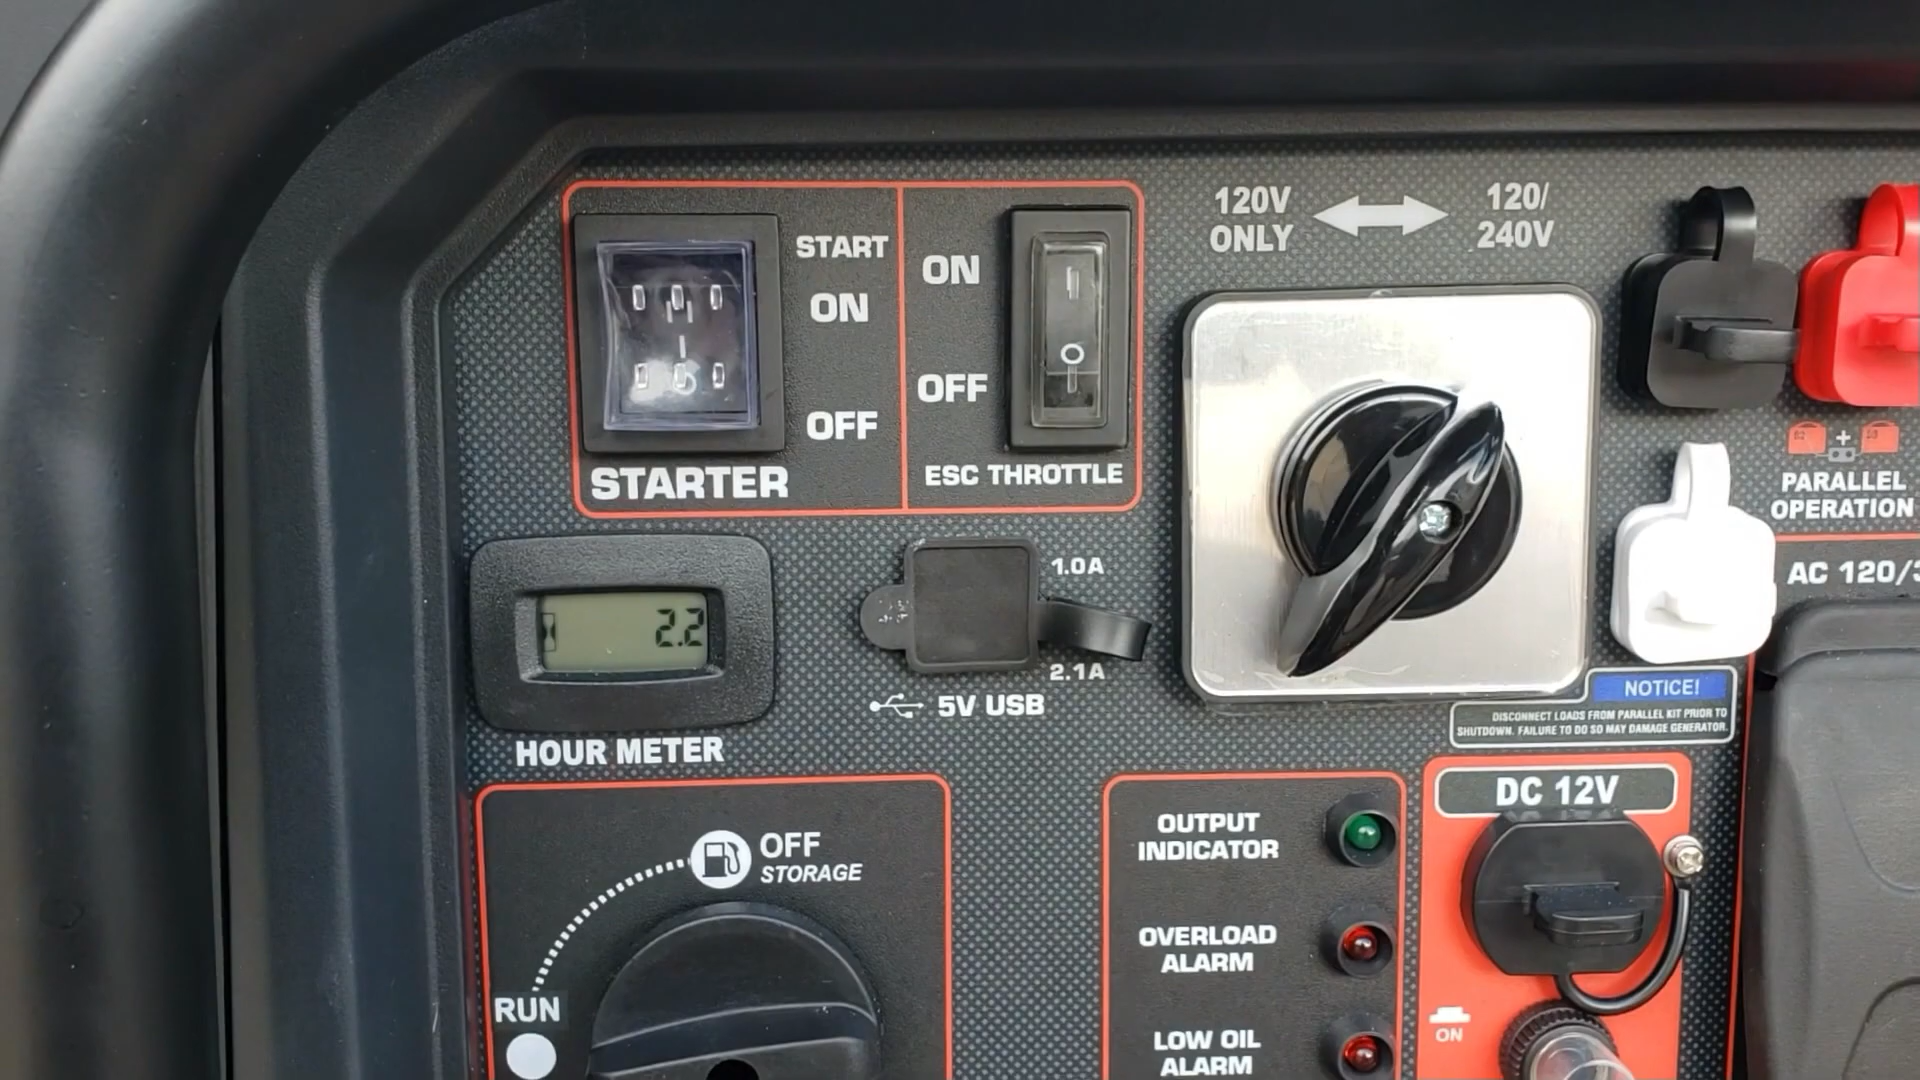 120V
ONLY
120/
240V
START
ON
OFF
STARTER
ON
OFF
ESC THROTTLE
PARALLEL
OPERATION
AC 120/3
2.2
HOUR METER
1.0A
2.1A
5V USB
NOTICE!
DISCONNECT LOADS FROM PARALLEL KIT PRIOR TO
SHUTDOWN. FAILURE TO DO SO MAY DAMAGE GENERATOR.
OFF
STORAGE
RUN
OUTPUT
INDICATOR
OVERLOAD
ALARM
LOW OIL
ALARM
DC 12V
ON